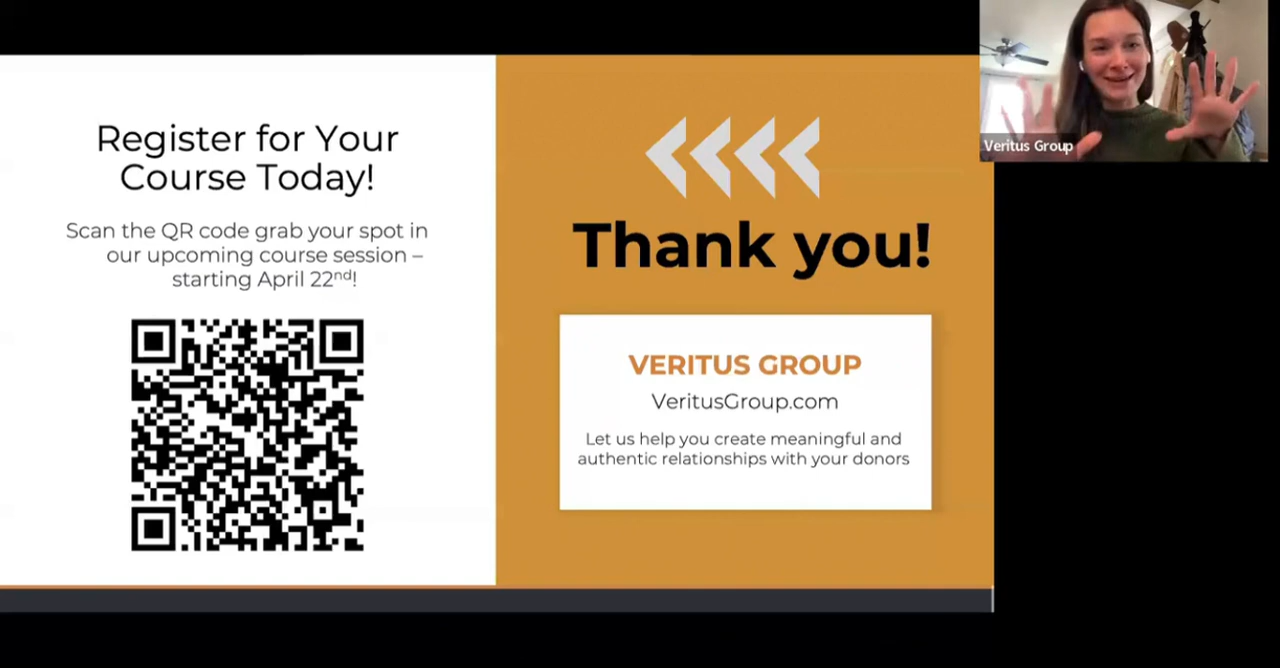 Register for Your
Course Today!
Scan the QR code grab your spot in
our upcoming course session –
starting April 22nd!
Thank you!
VERITUS GROUP
VeritusGroup.com
Let us help you create meaningful and
authentic relationships with your donors
Veritus Group